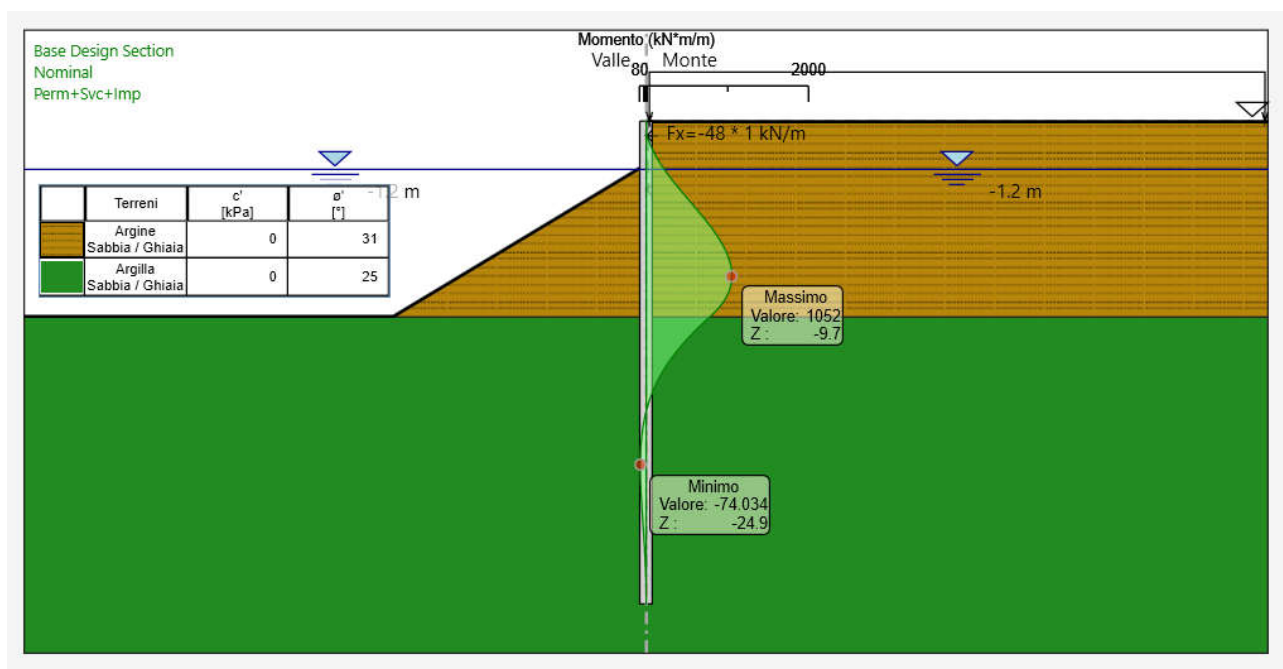 Base Design Section
Nominal
Perm+Svc+Imp
Momento (kN*m/m)
Valle Monte
80 2000
Fx=-48 * 1 kN/m
-1.2 m
-1.2 m
Terreni c' [kPa] ø' [°]
Argine
Sabbia / Ghiaia 0 31
Argilla
Sabbia / Ghiaia 0 25
Massimo
Valore: 1052
Z : -9.7
Minimo
Valore: -74.034
Z : -24.9